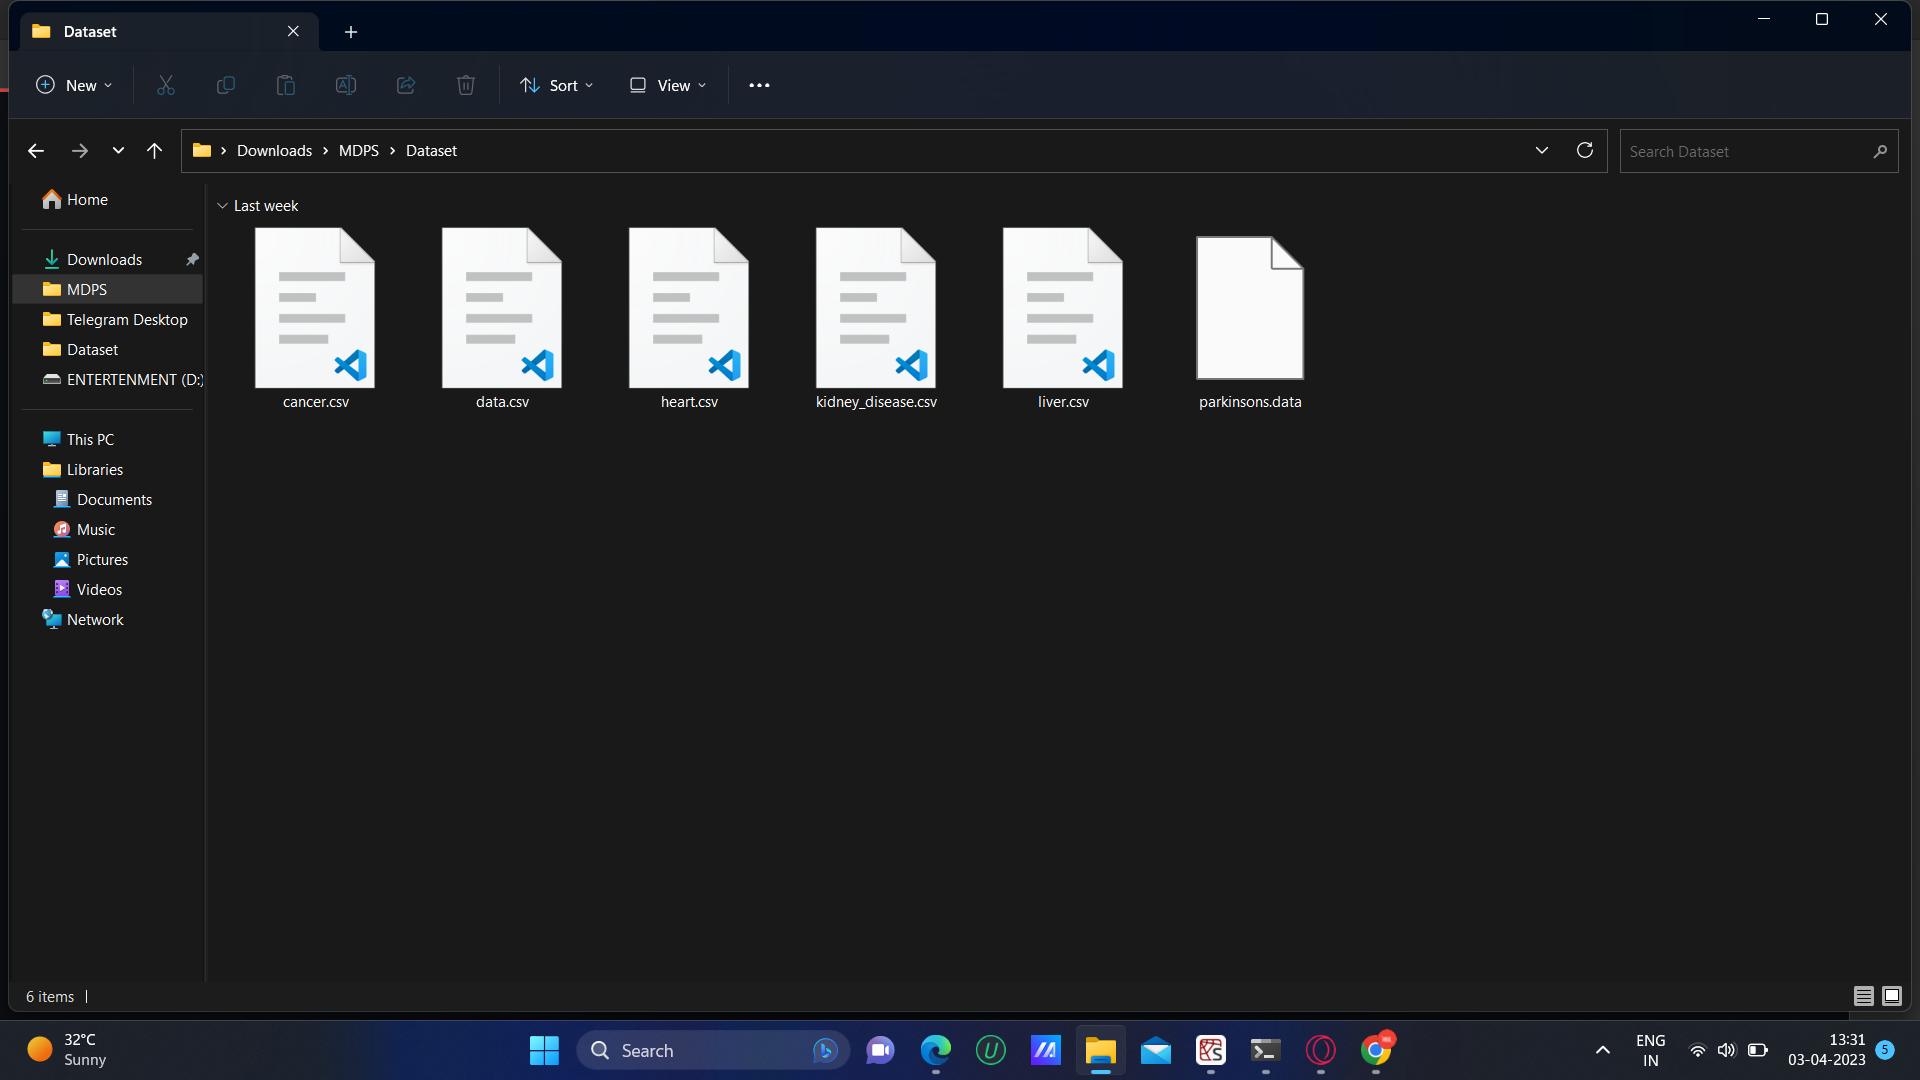 Dataset
New
Sort
View
Downloads > MDPS > Dataset
Search Dataset
Home
Downloads
MDPS
Telegram Desktop
Dataset
ENTERTENMENT (D:)
This PC
Libraries
Documents
Music
Pictures
Videos
Network
Last week
cancer.csv
data.csv
heart.csv
kidney_disease.csv
liver.csv
parkinsons.data
6 items
32°C
Sunny
Search
ENG
IN
13:31
03-04-2023
5